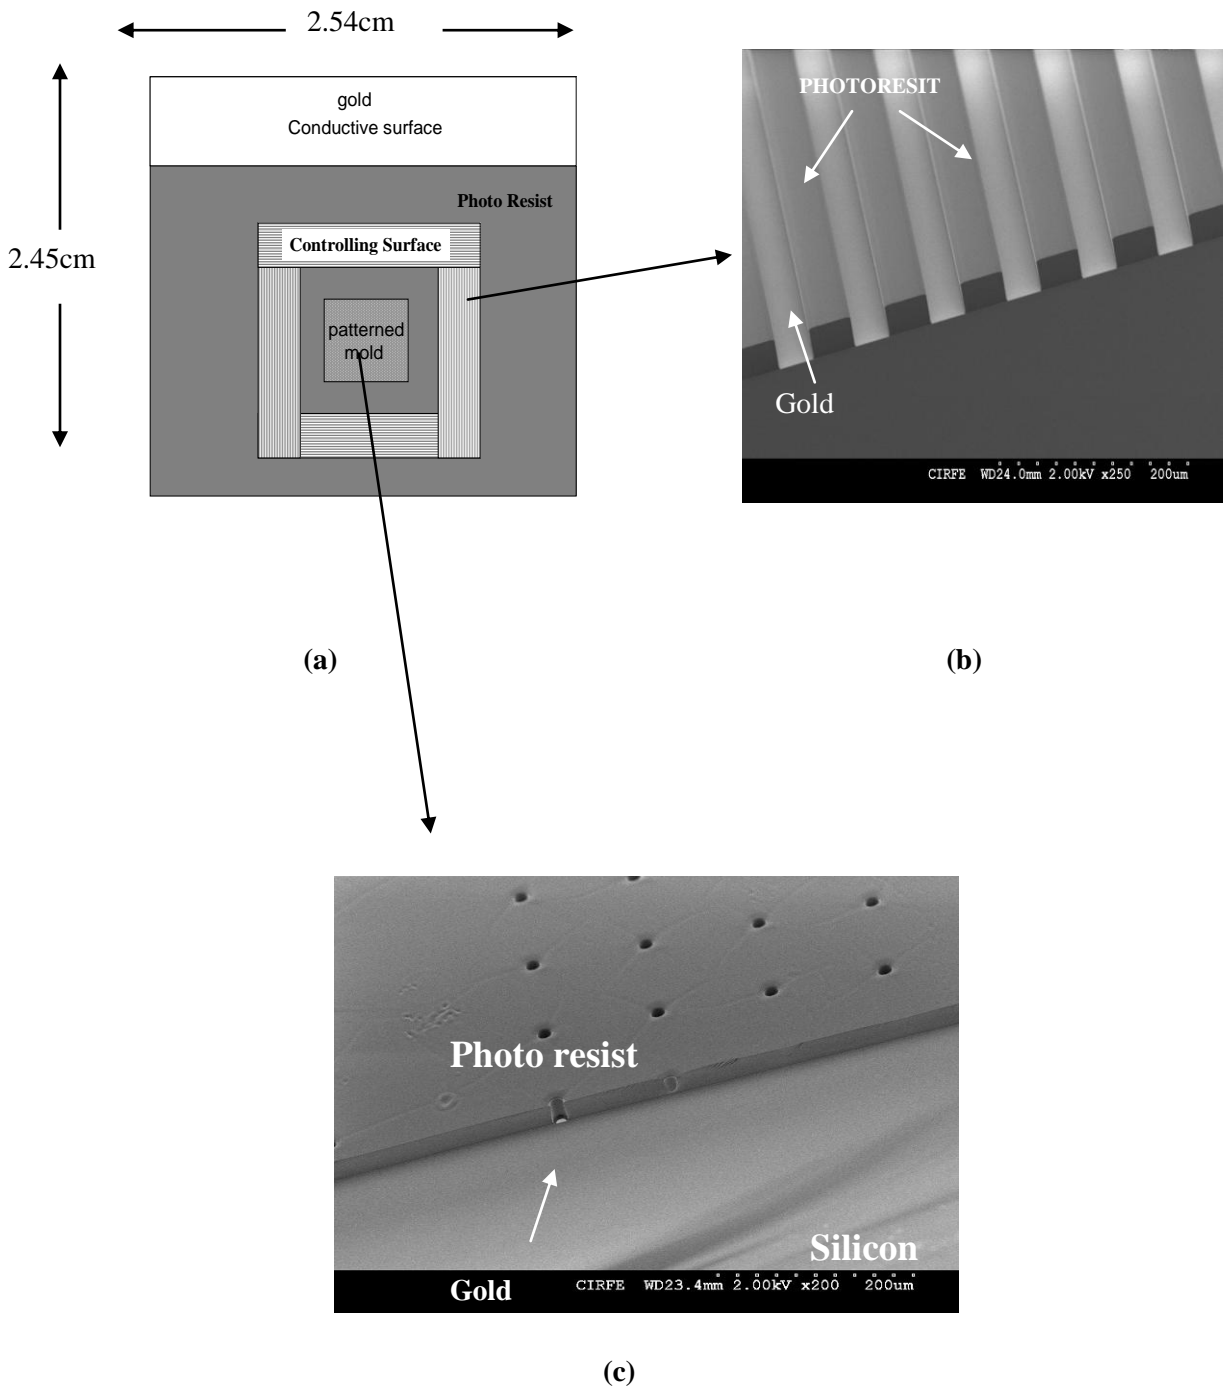 2.54cm
2.45cm
gold
Conductive surface
Photo Resist
Controlling Surface
patterned
mold
PHOTORESIT
Gold
CIRFE WD24.0mm 2.00kV x250 200um
(a)
(b)
Photo resist
Silicon
Gold
CIRFE WD23.4mm 2.00kV x200 200um
(c)